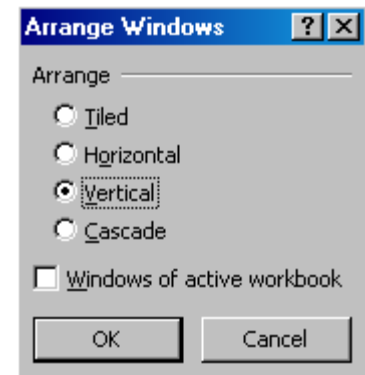 Arrange Windows ? X
Arrange
Tiled
Horizontal
Vertical
Cascade
Windows of active workbook
OK Cancel